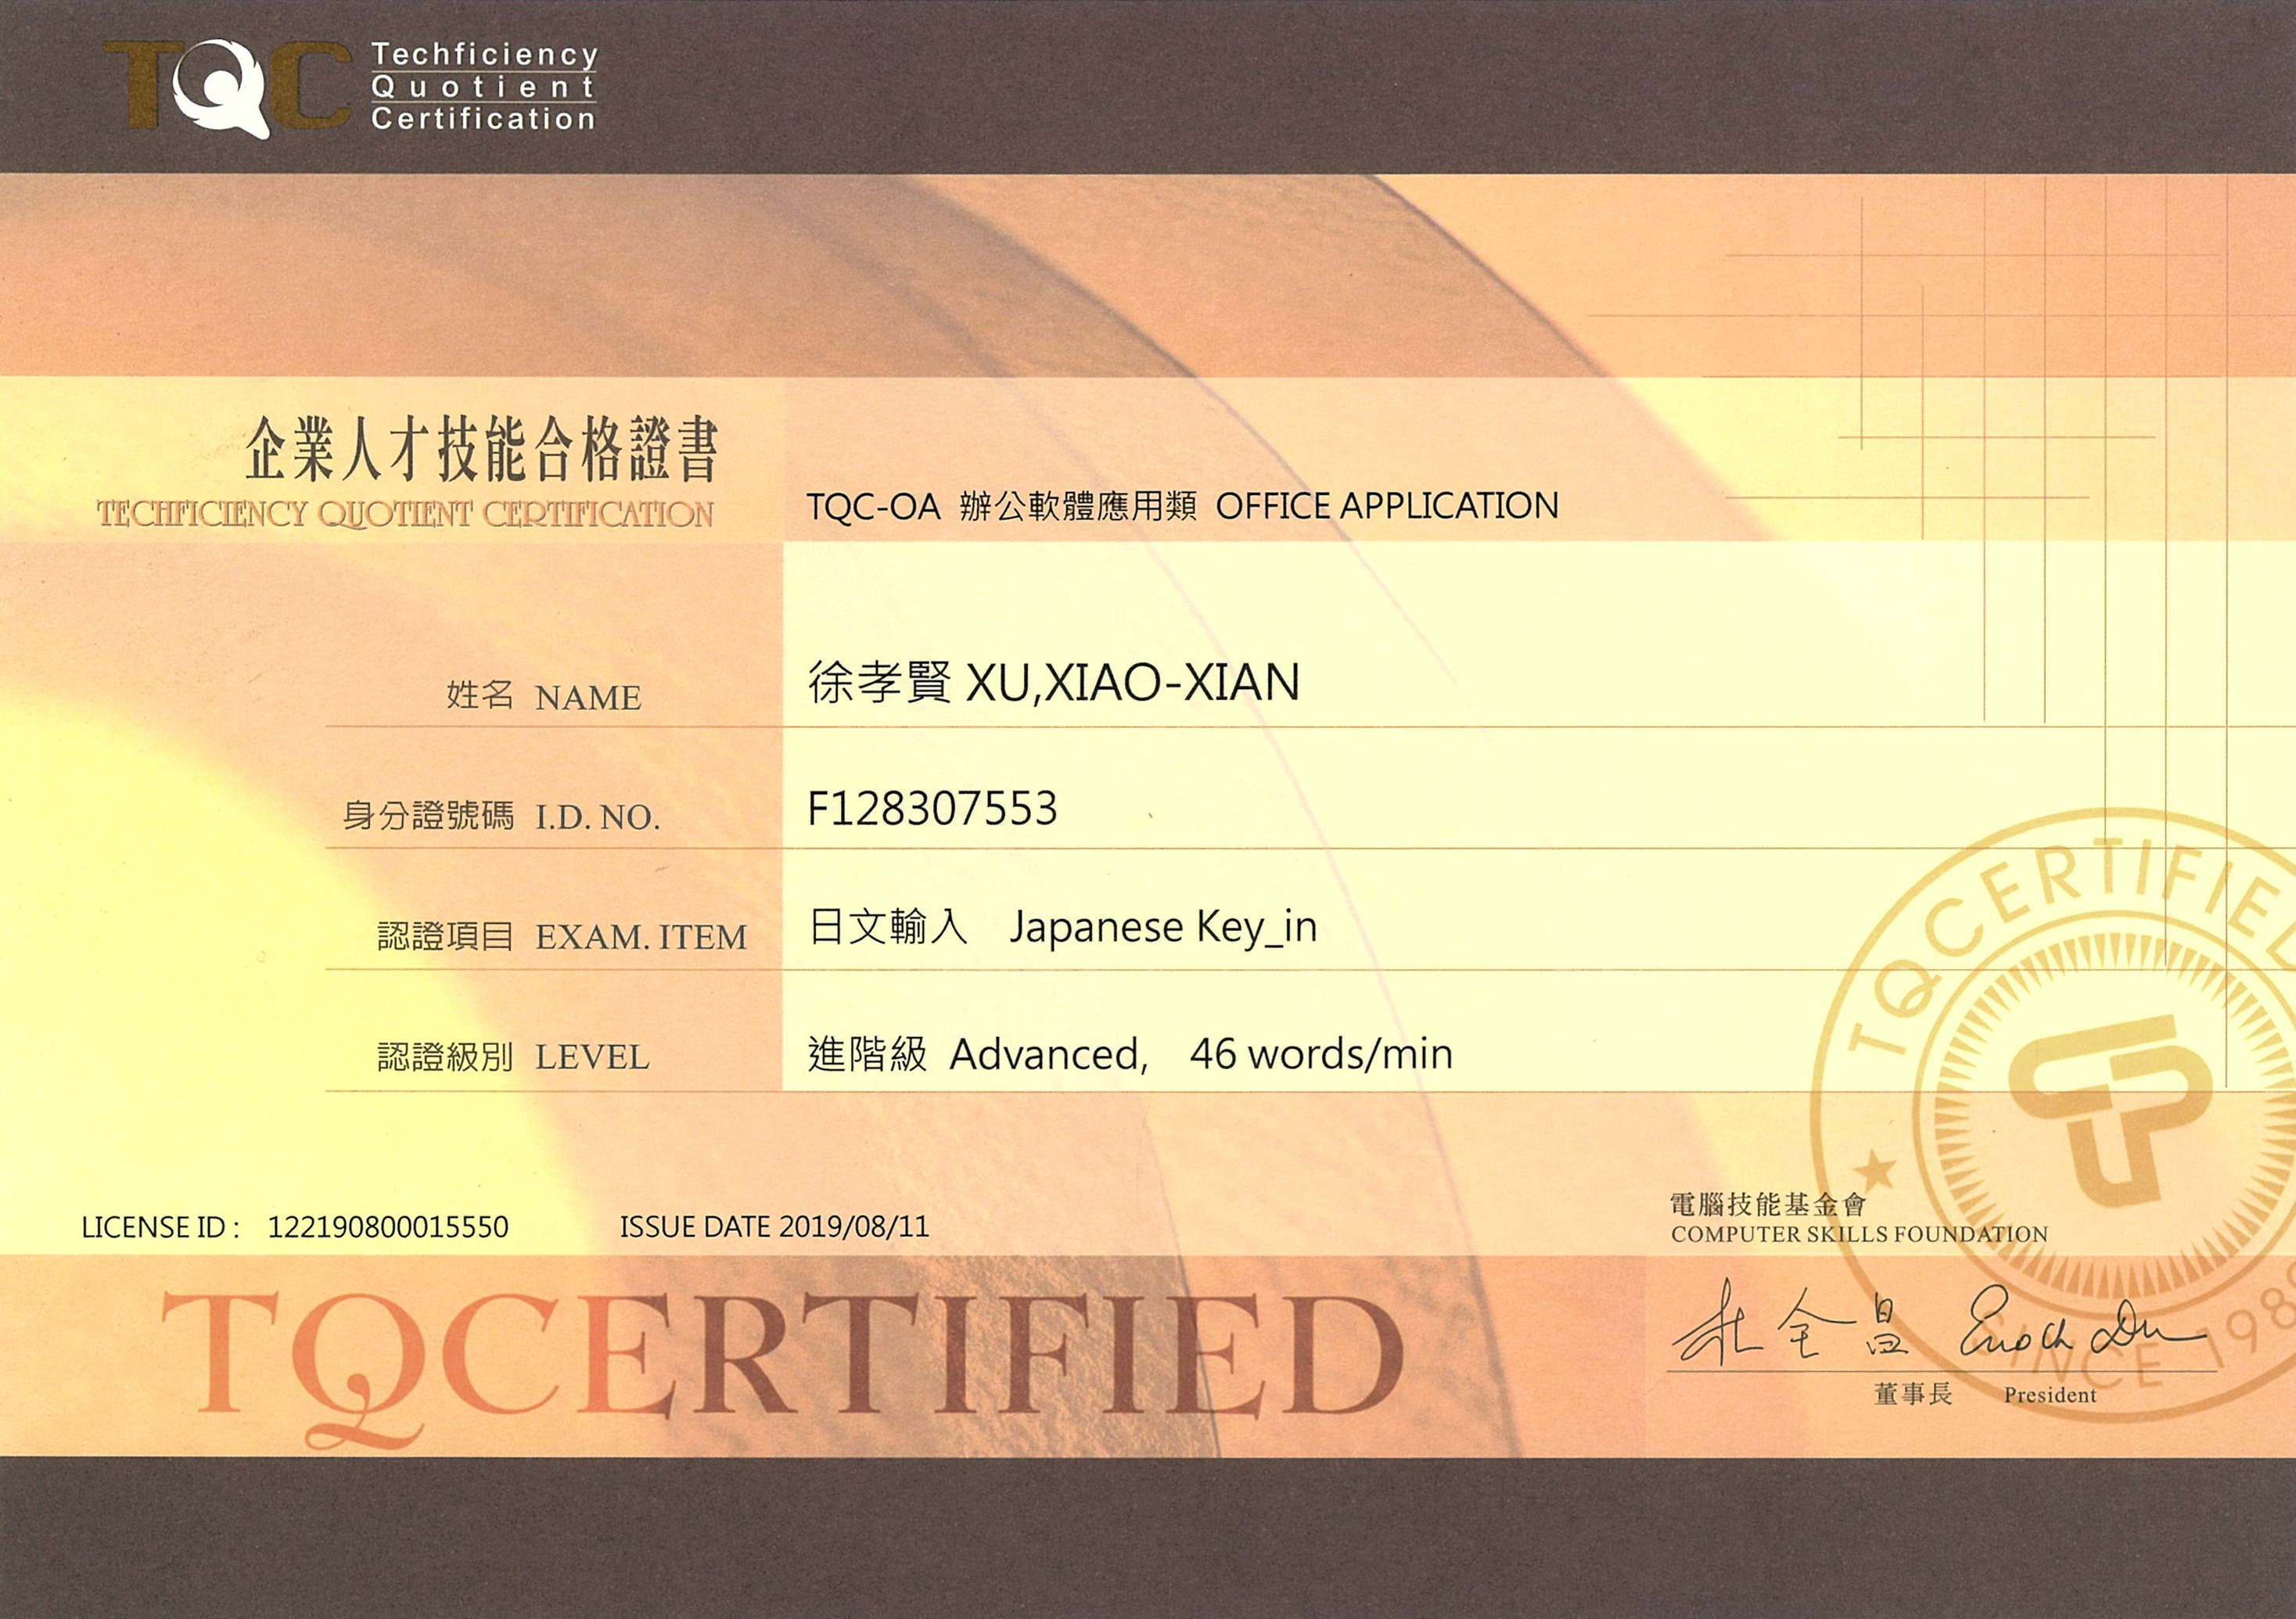 TQC
Techficiency
Quotient
Certification
企業人才技能合格證書
TECHFICIENCY QUOTIENT CERTIFICATION
TQC-OA 辦公軟體應用類 OFFICE APPLICATION
姓名 NAME 徐孝賢 XU,XIAO-XIAN
身分證號碼 I.D. NO. F128307553
認證項目 EXAM. ITEM 日文輸入 Japanese Key_in
認證級別 LEVEL 進階級 Advanced, 46 words/min
TQCERTIFIED
LICENSE ID : 122190800015550 ISSUE DATE 2019/08/11
電腦技能基金會
COMPUTER SKILLS FOUNDATION
TQCERTIFIED
杜全昌 Enoch Du
SINCE 198
董事長 President